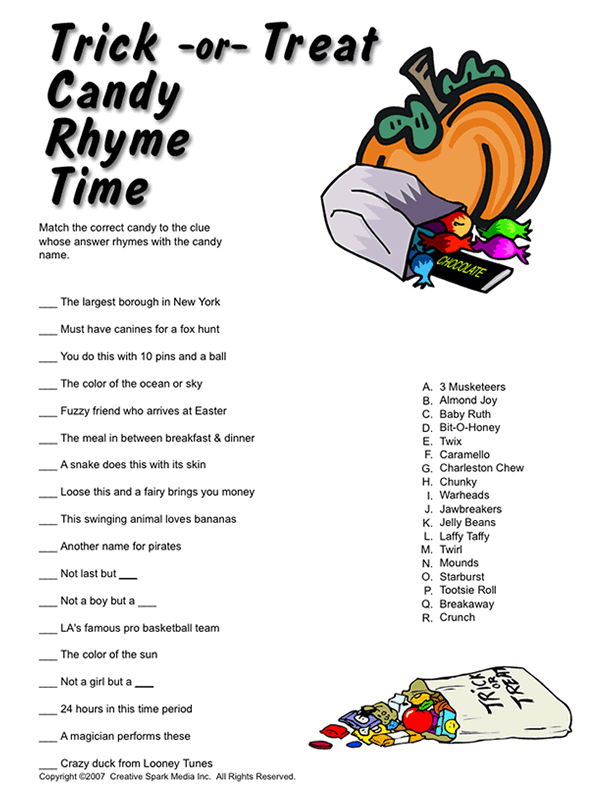 Trick -or- Treat
Candy
Rhyme
Time
Match the correct candy to the clue
whose answer rhymes with the candy
name.
CHOCOLATE
___ The largest borough in New York
___ Must have canines for a fox hunt
___ You do this with 10 pins and a ball
___ The color of the ocean or sky
___ Fuzzy friend who arrives at Easter
___ The meal in between breakfast & dinner
___ A snake does this with its skin
___ Loose this and a fairy brings you money
___ This swinging animal loves bananas
___ Another name for pirates
___ Not last but ___
___ Not a boy but a ___
___ LA's famous pro basketball team
___ The color of the sun
___ Not a girl but a ___
___ 24 hours in this time period
___ A magician performs these
___ Crazy duck from Looney Tunes
A. 3 Musketeers
B. Almond Joy
C. Baby Ruth
D. Bit-O-Honey
E. Twix
F. Caramello
G. Charleston Chew
H. Chunky
I. Warheads
J. Jawbreakers
K. Jelly Beans
L. Laffy Taffy
M. Twirl
N. Mounds
O. Starburst
P. Tootsie Roll
Q. Breakaway
R. Crunch
TRICK
OR
TREAT
Copyright ©2007 Creative Spark Media Inc. All Rights Reserved.